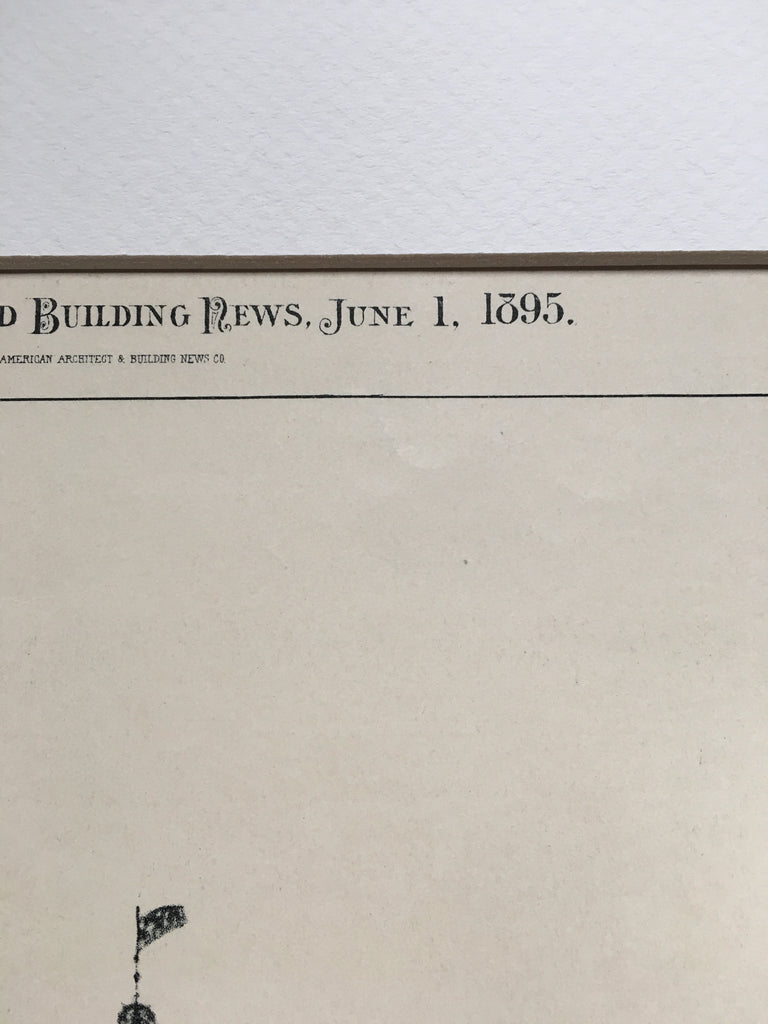 D Building News, June 1, 1895.
AMERICAN ARCHITECT & BUILDING NEWS CO.